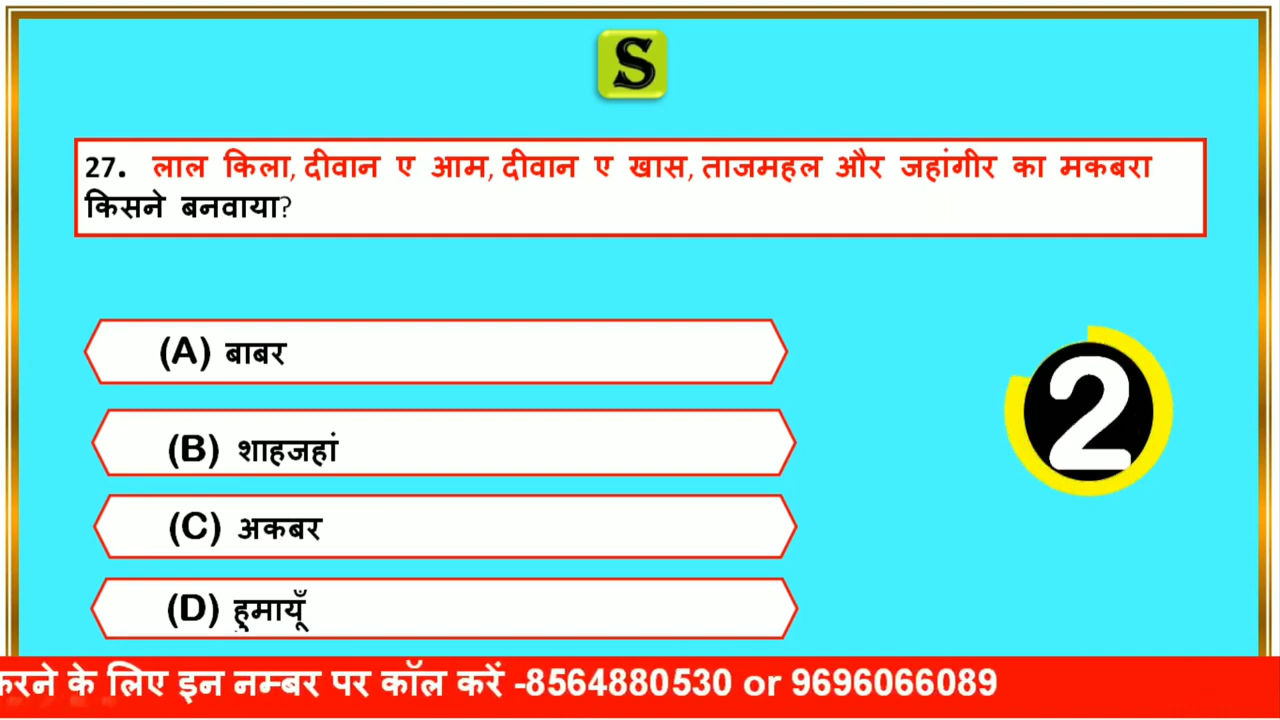 S
27. लाल किला, दीवान ए आम, दीवान ए खास, ताजमहल और जहांगीर का मकबरा
किसने बनवाया?
(A) बाबर
(B) शाहजहां
2
(C) अकबर
(D) हुमायूँ
करने के लिए इन नम्बर पर कॉल करें -8564880530 or 9696066089